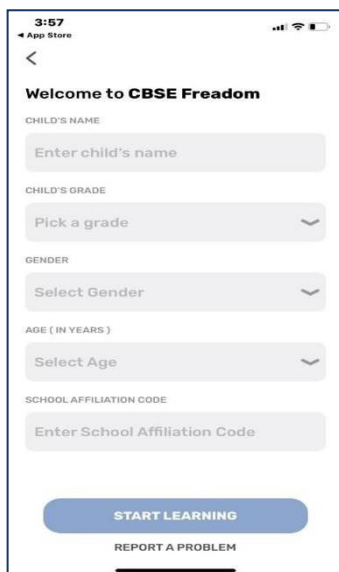 3:57
◀ App Store
Welcome to CBSE Freadom
CHILD'S NAME
Enter child's name
CHILD'S GRADE
Pick a grade
GENDER
Select Gender
AGE ( IN YEARS )
Select Age
SCHOOL AFFILIATION CODE
Enter School Affiliation Code
START LEARNING
REPORT A PROBLEM